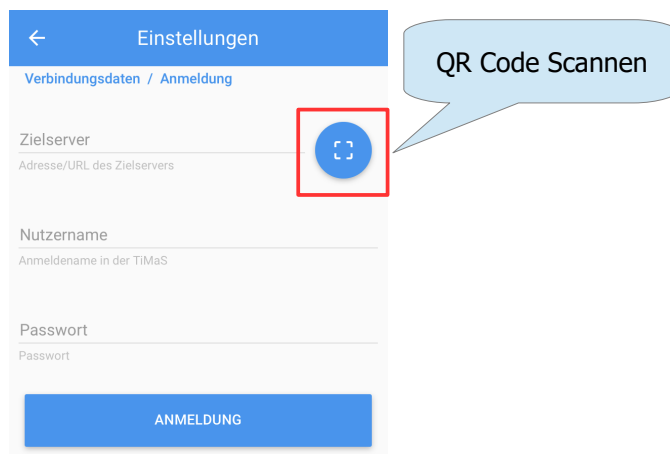 Einstellungen
QR Code Scannen
Verbindungsdaten / Anmeldung
Zielserver
Adresse/URL des Zielservers
Nutzername
Anmeldename in der TiMaS
Passwort
Passwort
ANMELDUNG